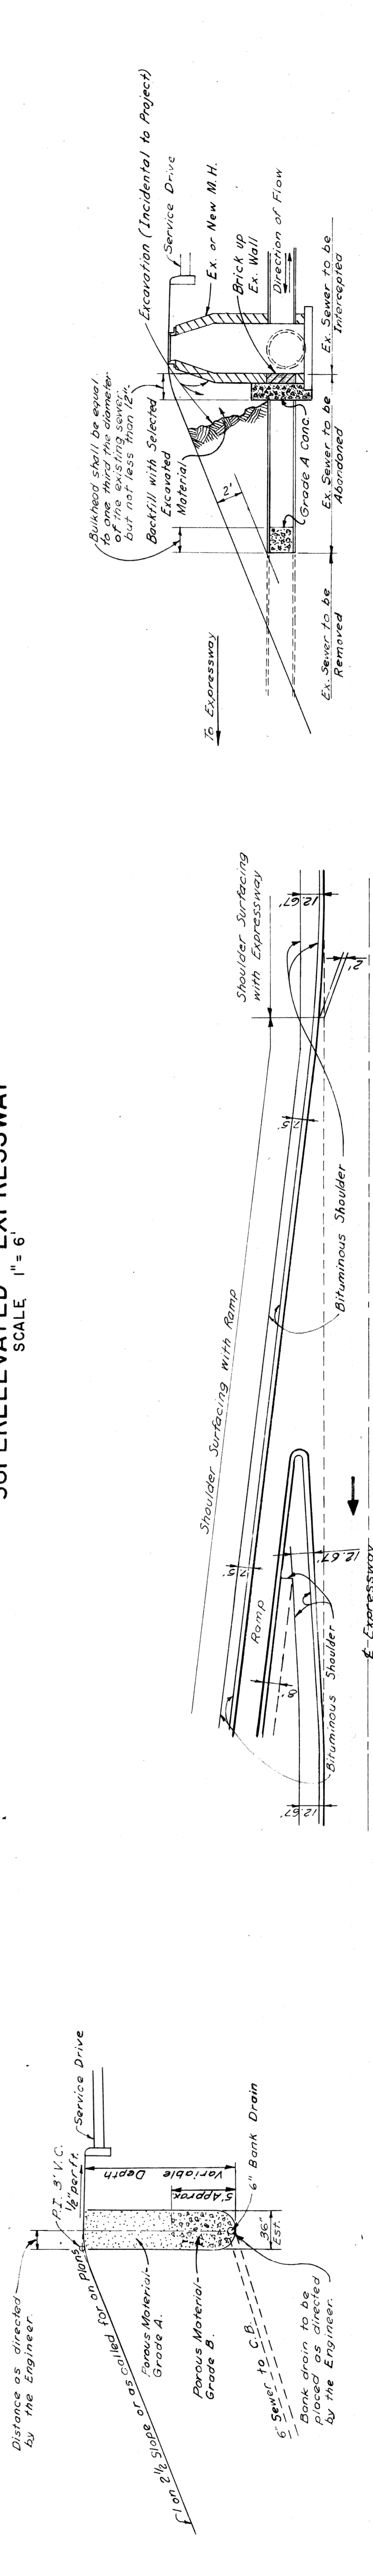 SUPERELEVATED EXPRESSWAY
SCALE 1" = 6'
Bulkhead shall be equal
to one third the diameter
of the existing sewer
but not less than 12".
Backfill with Selected
Excavated
Material
Excavation (Incidental to Project)
Service Drive
Ex. or New M.H.
Brick up
Ex. Wall
Direction of Flow
2'
Grade A Conc.
To Expressway
Ex. Sewer to be
Removed
Ex. Sewer to be
Abandoned
Ex. Sewer to be
Intercepted
Shoulder Surfacing with Ramp
Shoulder Surfacing
with Expressway
12.67'
2'
7.5'
Bituminous Shoulder
7.5'
Ramp
12.67'
8'
Bituminous Shoulder
12.67'
℄ Expressway
Distance as directed
by the Engineer.
P.I. 3' V.C.
1/2" per ft.
Service Drive
1 on 2 1/2 Slope or as called for on plans
Porous Material-
Grade A.
Porous Material-
Grade B.
Variable Depth
5' Approx.
6" Bank Drain
36"
Est.
6" Sewer to C.B.
Bank drain to be
placed as directed
by the Engineer.